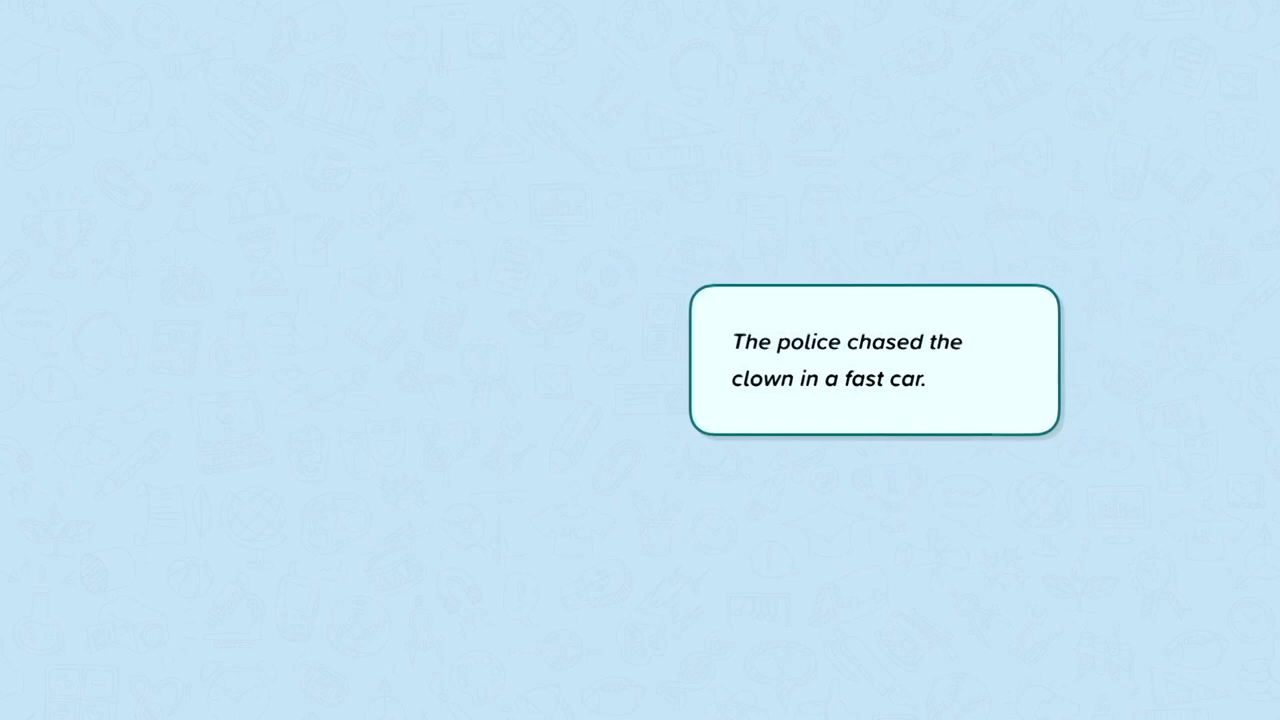 The police chased the
clown in a fast car.